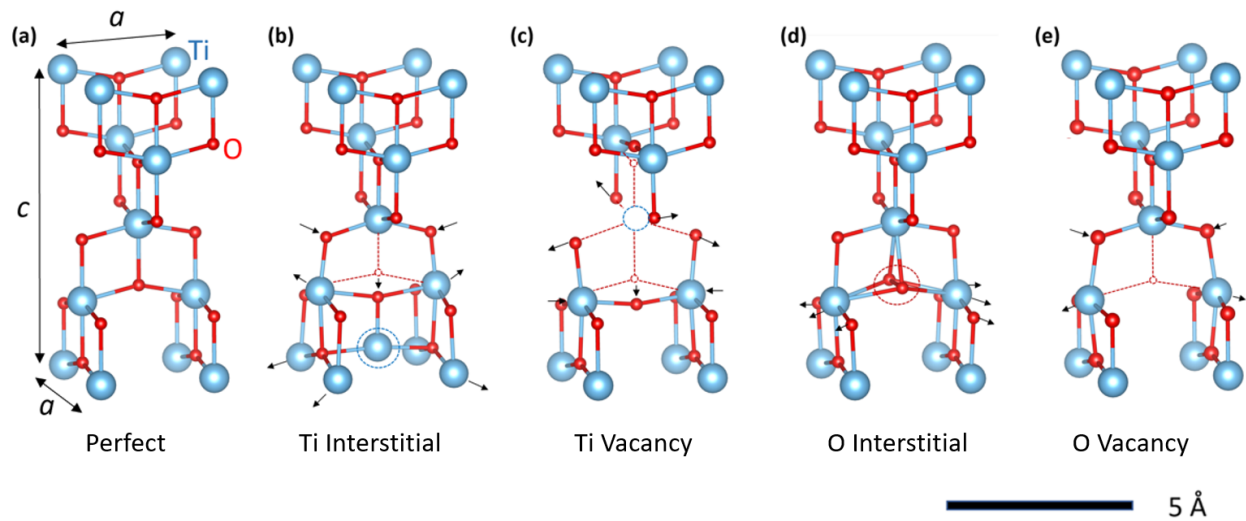 (a) a (b) (c) (d) (e)
Ti
O
c
a
Perfect Ti Interstitial Ti Vacancy O Interstitial O Vacancy
5 Å